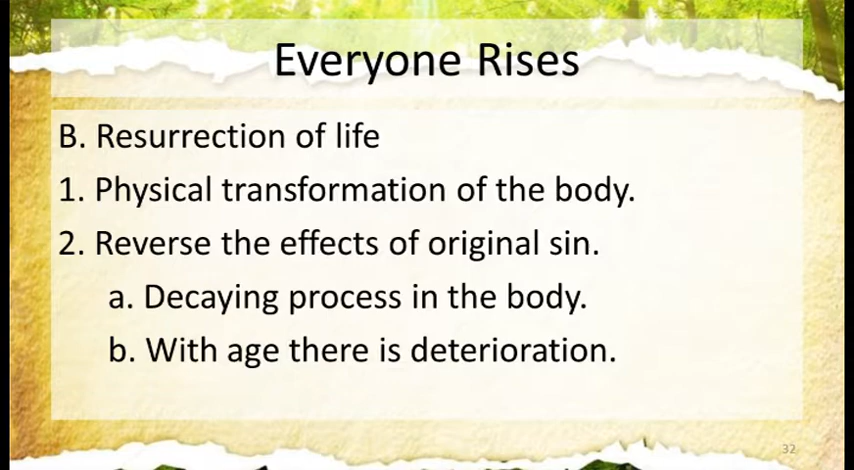 Everyone Rises
B. Resurrection of life
1. Physical transformation of the body.
2. Reverse the effects of original sin.
a. Decaying process in the body.
b. With age there is deterioration.
32